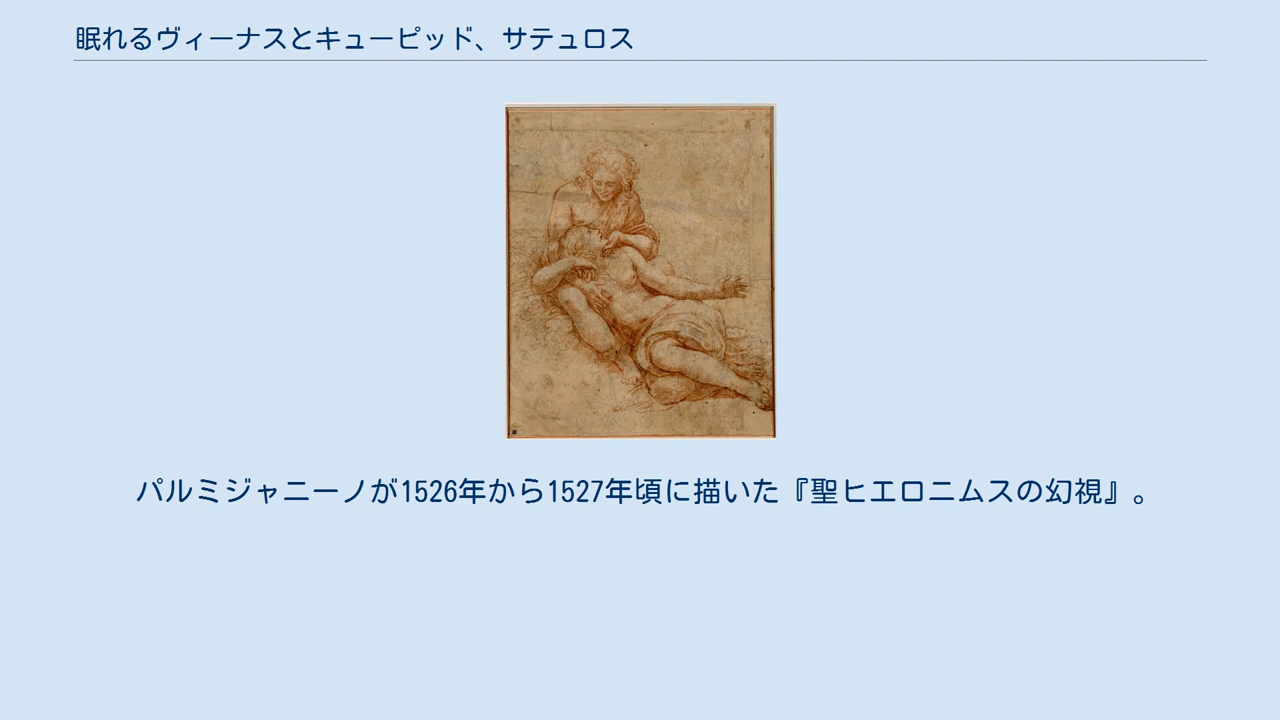 眠れるヴィーナスとキューピッド、サテュロス
パルミジャニーノが1526年から1527年頃に描いた『聖ヒエロニムスの幻視』。